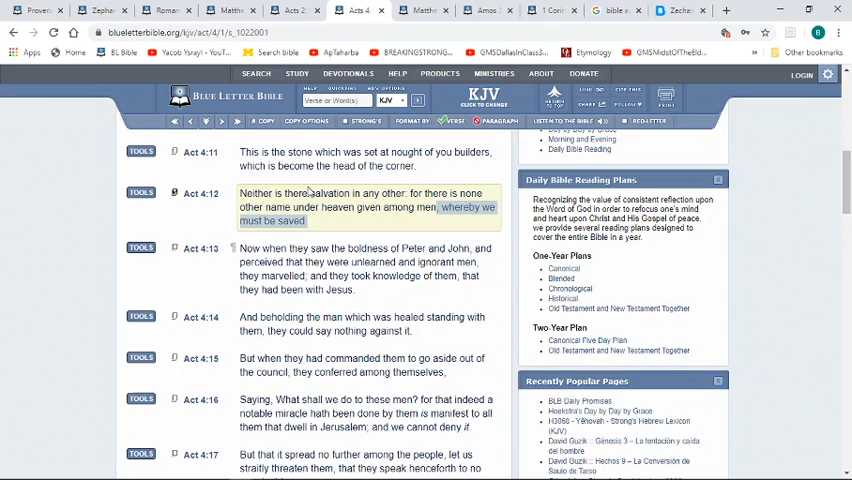 Zephar
Roman
Matthe
Acts 2:
Acts 4:
Matthe
Amos
1 Corin
bible a
Zechar
blueletterbible.org/kjv/act/4/1/s_1022001
Apps
Überhost
BL Bible
Yacob Ysrayl - YouT...
Search bible
ApTaharba
BREAKINGSTRONG...
GMSDallasInClass3...
Etymology
GMSMidstOfTheEld...
Other bookmarks
SEARCH STUDY DEVOTIONALS HELP PRODUCTS MINISTRIES ABOUT DONATE
LOGIN
BLUE LETTER BIBLE
Verse or Word(s)
KJV
KJV
CLICK TO CHANGE
RETURN TO TOP
LINK
CITE THIS
SHARE
FOLLOW
PRINT
COPY COPY OPTIONS STRONG'S FORMAT BY VERSE PARAGRAPH LISTEN TO THE BIBLE RED-LETTER
TOOLS Act 4:11 This is the stone which was set at nought of you builders,
which is become the head of the corner.
TOOLS Act 4:12 Neither is there salvation in any other: for there is none
other name under heaven given among men, whereby we
must be saved.
TOOLS Act 4:13 ¶ Now when they saw the boldness of Peter and John, and
perceived that they were unlearned and ignorant men,
they marvelled; and they took knowledge of them, that
they had been with Jesus.
TOOLS Act 4:14 And beholding the man which was healed standing with
them, they could say nothing against it.
TOOLS Act 4:15 But when they had commanded them to go aside out of
the council, they conferred among themselves,
TOOLS Act 4:16 Saying, What shall we do to these men? for that indeed a
notable miracle hath been done by them is manifest to all
them that dwell in Jerusalem; and we cannot deny it.
TOOLS Act 4:17 But that it spread no further among the people, let us
straitly threaten them, that they speak henceforth to no
Morning and Evening
Daily Bible Reading
Daily Bible Reading Plans
Recognizing the value of consistent reflection upon
the Word of God in order to refocus one's mind
and heart upon Christ and His Gospel of peace,
we provide several reading plans designed to
cover the entire Bible in a year.
One-Year Plans
Canonical
Blended
Chronological
Historical
Old Testament and New Testament Together
Two-Year Plan
Canonical Five Day Plan
Old Testament and New Testament Together
Recently Popular Pages
BLB Daily Promises
Hoekstra's Day by Day by Grace
H3068 - Yĕhovah - Strong's Hebrew Lexicon
(KJV)
David Guzik :: Génesis 3 – La tentación y caída
del hombre
David Guzik :: Hechos 9 – La Conversión de
Saulo de Tarso